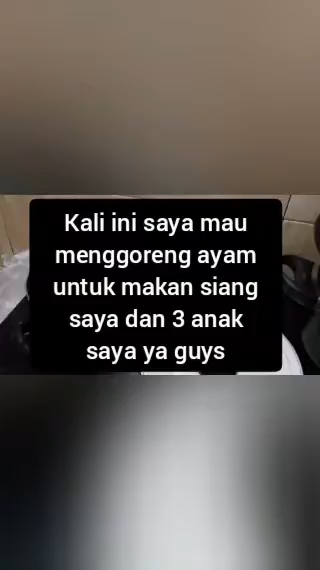 Kali ini saya mau
menggoreng ayam
untuk makan siang
saya dan 3 anak
saya ya guys